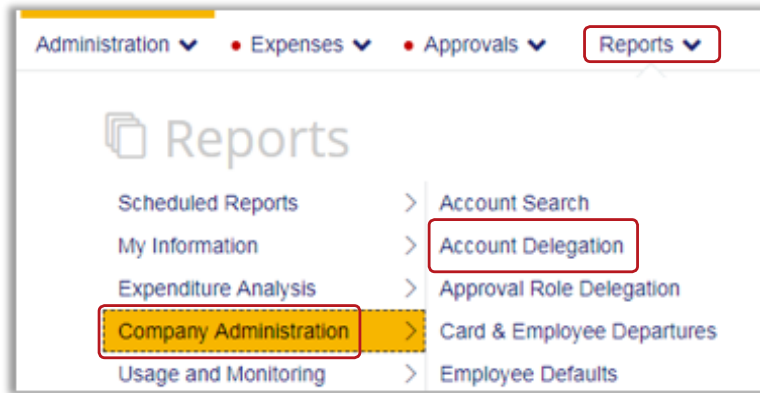 Administration Expenses Approvals Reports
Reports
Scheduled Reports
My Information
Expenditure Analysis
Company Administration
Usage and Monitoring
Account Search
Account Delegation
Approval Role Delegation
Card & Employee Departures
Employee Defaults